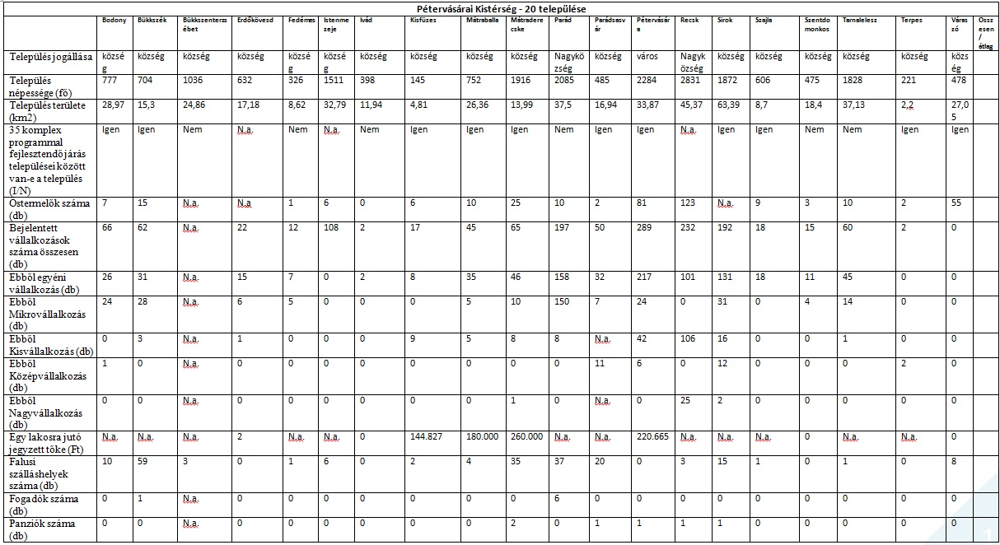 Pétervásárai Kistérség - 20 települése
Bodony Bükkszék Bükkszenterzsébet Erdőkövesd Fedémes Istenmezeje Ivád Kisfüzes Mátraballa Mátraderecske Parád Parádsasvár Pétervására Recsk Sirok Szajla Szentdomonkos Tarnalelesz Terpes Váraszó Összesen / átlag
Település jogállása község község község község község község község község község község Nagyközség község város Nagyközség község község község község község község
Település népessége (fő) 777 704 1036 632 326 1511 398 145 752 1916 2085 485 2284 2831 1872 606 475 1828 221 478
Település területe (km2) 28,97 15,3 24,86 17,18 8,62 32,79 11,94 4,81 26,36 13,99 37,5 16,94 33,87 45,37 63,39 8,7 18,4 37,13 2,2 27,05
35 komplex programmal fejlesztendő járás települései között van-e a település (I/N) Igen Igen Nem N.a. Nem N.a. Nem Igen Igen Igen Nem Igen Igen N.a. Igen Igen Nem Nem Igen Igen
Őstermelők száma (db) 7 15 N.a. N.a 1 6 0 6 10 25 10 2 81 123 N.a. 9 3 10 2 55
Bejelentett vállalkozások száma összesen (db) 66 62 N.a. 22 12 108 2 17 45 65 197 50 289 232 192 18 15 60 2 0
Ebből egyéni vállalkozás (db) 26 31 N.a. 15 7 0 2 8 35 46 158 32 217 101 131 18 11 45 0 0
Ebből Mikrovállalkozás (db) 24 28 N.a. 6 5 0 0 0 5 10 150 7 24 0 31 0 4 14 0 0
Ebből Kisvállalkozás (db) 0 3 N.a. 1 0 0 0 9 5 8 8 N.a. 42 106 16 0 0 1 0 0
Ebből Középvállalkozás (db) 1 0 N.a. 0 0 0 0 0 0 0 0 11 6 0 12 0 0 0 2 0
Ebből Nagyvállalkozás (db) 0 0 N.a. 0 0 0 0 0 0 1 0 N.a. 0 25 2 0 0 0 0 0
Egy lakosra jutó jegyzett tőke (Ft) N.a. N.a. N.a. 2 N.a. N.a. 0 144.827 180.000 260.000 N.a. N.a. 220.665 N.a. N.a. N.a. 0 N.a. N.a. 0
Falusi szálláshelyek száma (db) 10 59 3 0 1 6 0 2 4 35 37 20 0 3 15 1 0 1 0 8
Fogadók száma (db) 0 1 N.a. 0 0 0 0 0 0 0 6 0 0 0 0 0 0 0 0 0
Panziók száma (db) 0 0 N.a. 0 0 0 0 0 0 2 0 1 1 1 1 0 0 0 0 0
1